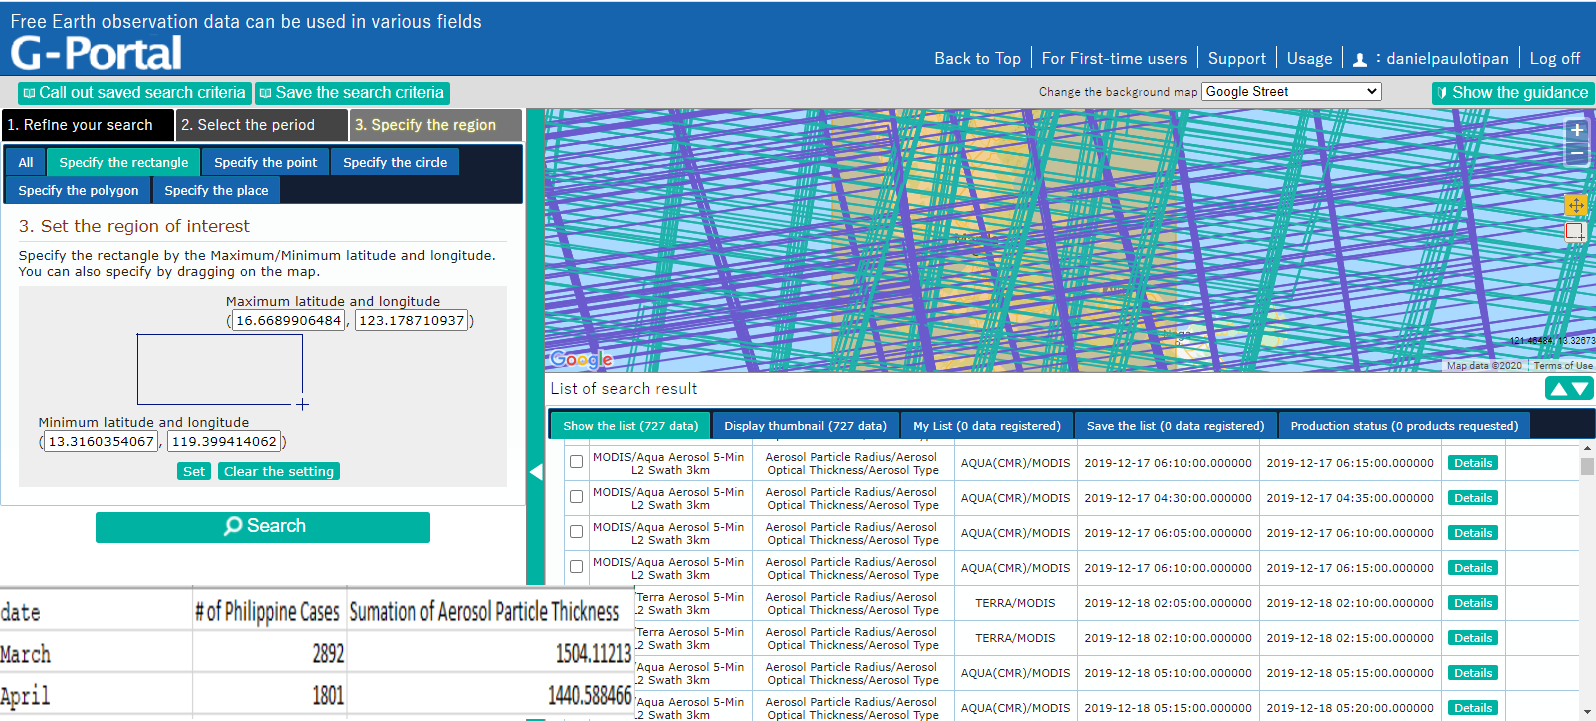 Free Earth observation data can be used in various fields
G-Portal
Back to Top For First-time users Support Usage : danielpaulotipan Log off
Call out saved search criteria Save the search criteria
Change the background map Google Street
Show the guidance
1. Refine your search 2. Select the period 3. Specify the region
All Specify the rectangle Specify the point Specify the circle
Specify the polygon Specify the place
3. Set the region of interest
Specify the rectangle by the Maximum/Minimum latitude and longitude.
You can also specify by dragging on the map.
Maximum latitude and longitude
(16.6689906484, 123.178710937)
Minimum latitude and longitude
(13.3160354067, 119.399414062)
Set Clear the setting
Search
+
−
Google
121.46484, 13.32673
Map data ©2020 Terms of Use
List of search result
Show the list (727 data) Display thumbnail (727 data) My List (0 data registered) Save the list (0 data registered) Production status (0 products requested)
MODIS/Aqua Aerosol 5-Min Aerosol Particle Radius/Aerosol
L2 Swath 3km Optical Thickness/Aerosol Type AQUA(CMR)/MODIS 2019-12-17 06:10:00.000000 2019-12-17 06:15:00.000000 Details
MODIS/Aqua Aerosol 5-Min Aerosol Particle Radius/Aerosol
L2 Swath 3km Optical Thickness/Aerosol Type AQUA(CMR)/MODIS 2019-12-17 04:30:00.000000 2019-12-17 04:35:00.000000 Details
MODIS/Aqua Aerosol 5-Min Aerosol Particle Radius/Aerosol
L2 Swath 3km Optical Thickness/Aerosol Type AQUA(CMR)/MODIS 2019-12-17 06:05:00.000000 2019-12-17 06:10:00.000000 Details
MODIS/Aqua Aerosol 5-Min Aerosol Particle Radius/Aerosol
L2 Swath 3km Optical Thickness/Aerosol Type AQUA(CMR)/MODIS 2019-12-17 06:10:00.000000 2019-12-17 06:15:00.000000 Details
/Terra Aerosol 5-Min Aerosol Particle Radius/Aerosol
.2 Swath 3km Optical Thickness/Aerosol Type TERRA/MODIS 2019-12-18 02:05:00.000000 2019-12-18 02:10:00.000000 Details
/Terra Aerosol 5-Min Aerosol Particle Radius/Aerosol
.2 Swath 3km Optical Thickness/Aerosol Type TERRA/MODIS 2019-12-18 02:10:00.000000 2019-12-18 02:15:00.000000 Details
/Aqua Aerosol 5-Min Aerosol Particle Radius/Aerosol
.2 Swath 3km Optical Thickness/Aerosol Type AQUA(CMR)/MODIS 2019-12-18 05:10:00.000000 2019-12-18 05:15:00.000000 Details
/Aqua Aerosol 5-Min Aerosol Particle Radius/Aerosol
.2 Swath 3km Optical Thickness/Aerosol Type AQUA(CMR)/MODIS 2019-12-18 05:15:00.000000 2019-12-18 05:20:00.000000 Details
date # of Philippine Cases Sumation of Aerosol Particle Thickness
March 2892 1504.11213
April 1801 1440.588466